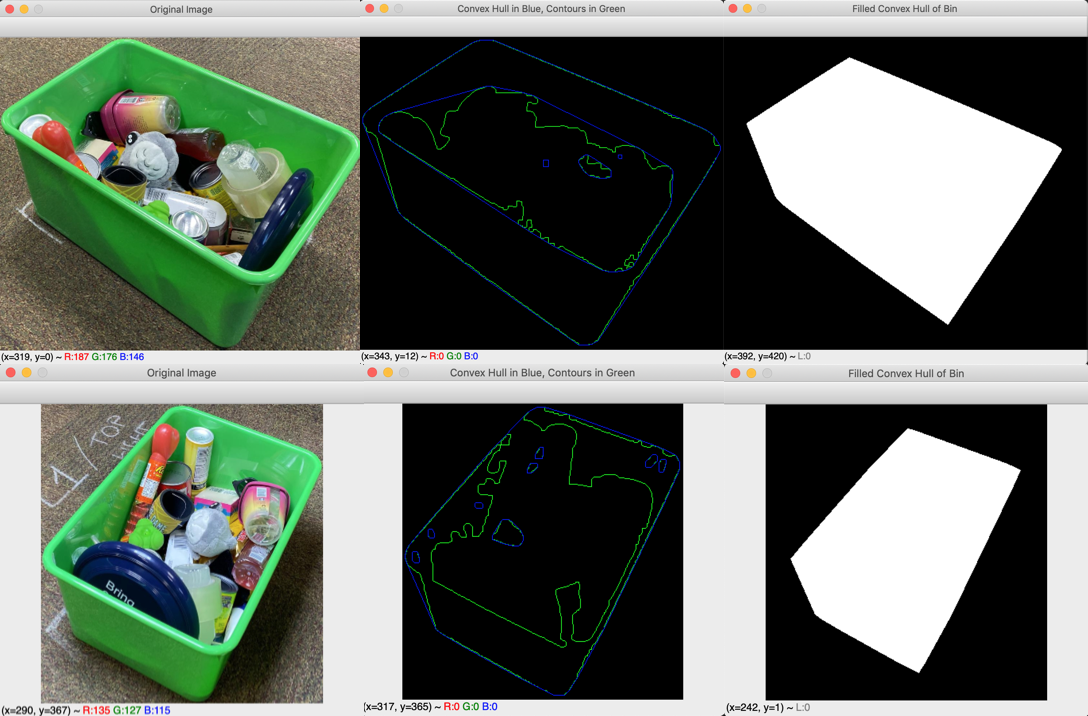 Original Image
Convex Hull in Blue, Contours in Green
Filled Convex Hull of Bin
(x=319, y=0) ~ R:187 G:176 B:146
(x=343, y=12) ~ R:0 G:0 B:0
(x=392, y=420) ~ L:0
Original Image
Convex Hull in Blue, Contours in Green
Filled Convex Hull of Bin
L1 / TOP
Bring
(x=290, y=367) ~ R:135 G:127 B:115
(x=317, y=365) ~ R:0 G:0 B:0
(x=242, y=1) ~ L:0